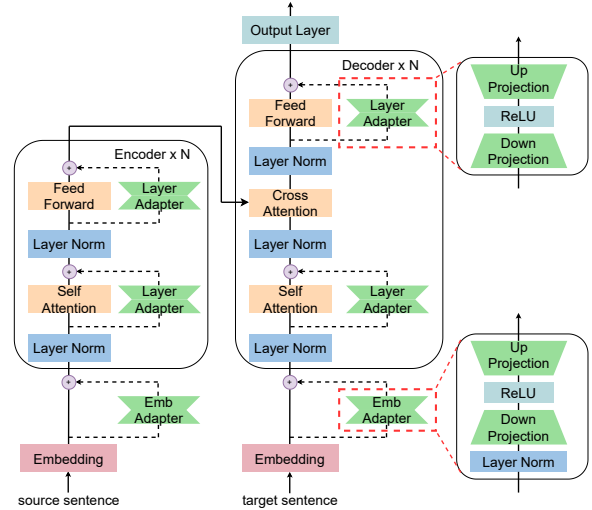 Output Layer
Decoder x N
Feed
Forward
Layer
Adapter
Layer Norm
Cross
Attention
Layer Norm
Self
Attention
Layer
Adapter
Layer Norm
Emb
Adapter
Embedding
target sentence
Encoder x N
Feed
Forward
Layer
Adapter
Layer Norm
Self
Attention
Layer
Adapter
Layer Norm
Emb
Adapter
Embedding
source sentence
Up
Projection
ReLU
Down
Projection
Up
Projection
ReLU
Down
Projection
Layer Norm